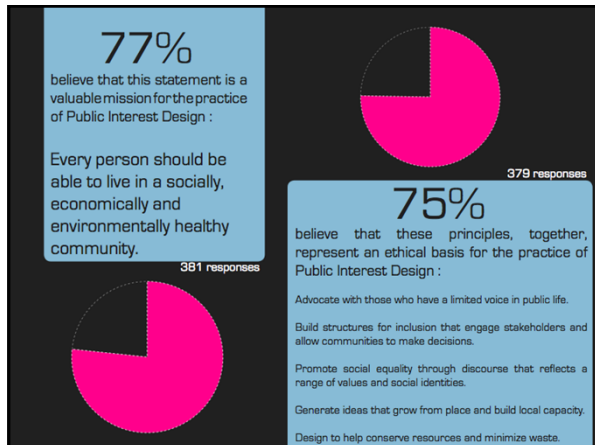 77%
believe that this statement is a
valuable mission for the practice
of Public Interest Design :
Every person should be
able to live in a socially,
economically and
environmentally healthy
community.
381 responses
379 responses
75%
believe that these principles, together,
represent an ethical basis for the practice of
Public Interest Design :
Advocate with those who have a limited voice in public life.
Build structures for inclusion that engage stakeholders and
allow communities to make decisions.
Promote social equality through discourse that reflects a
range of values and social identities.
Generate ideas that grow from place and build local capacity.
Design to help conserve resources and minimize waste.